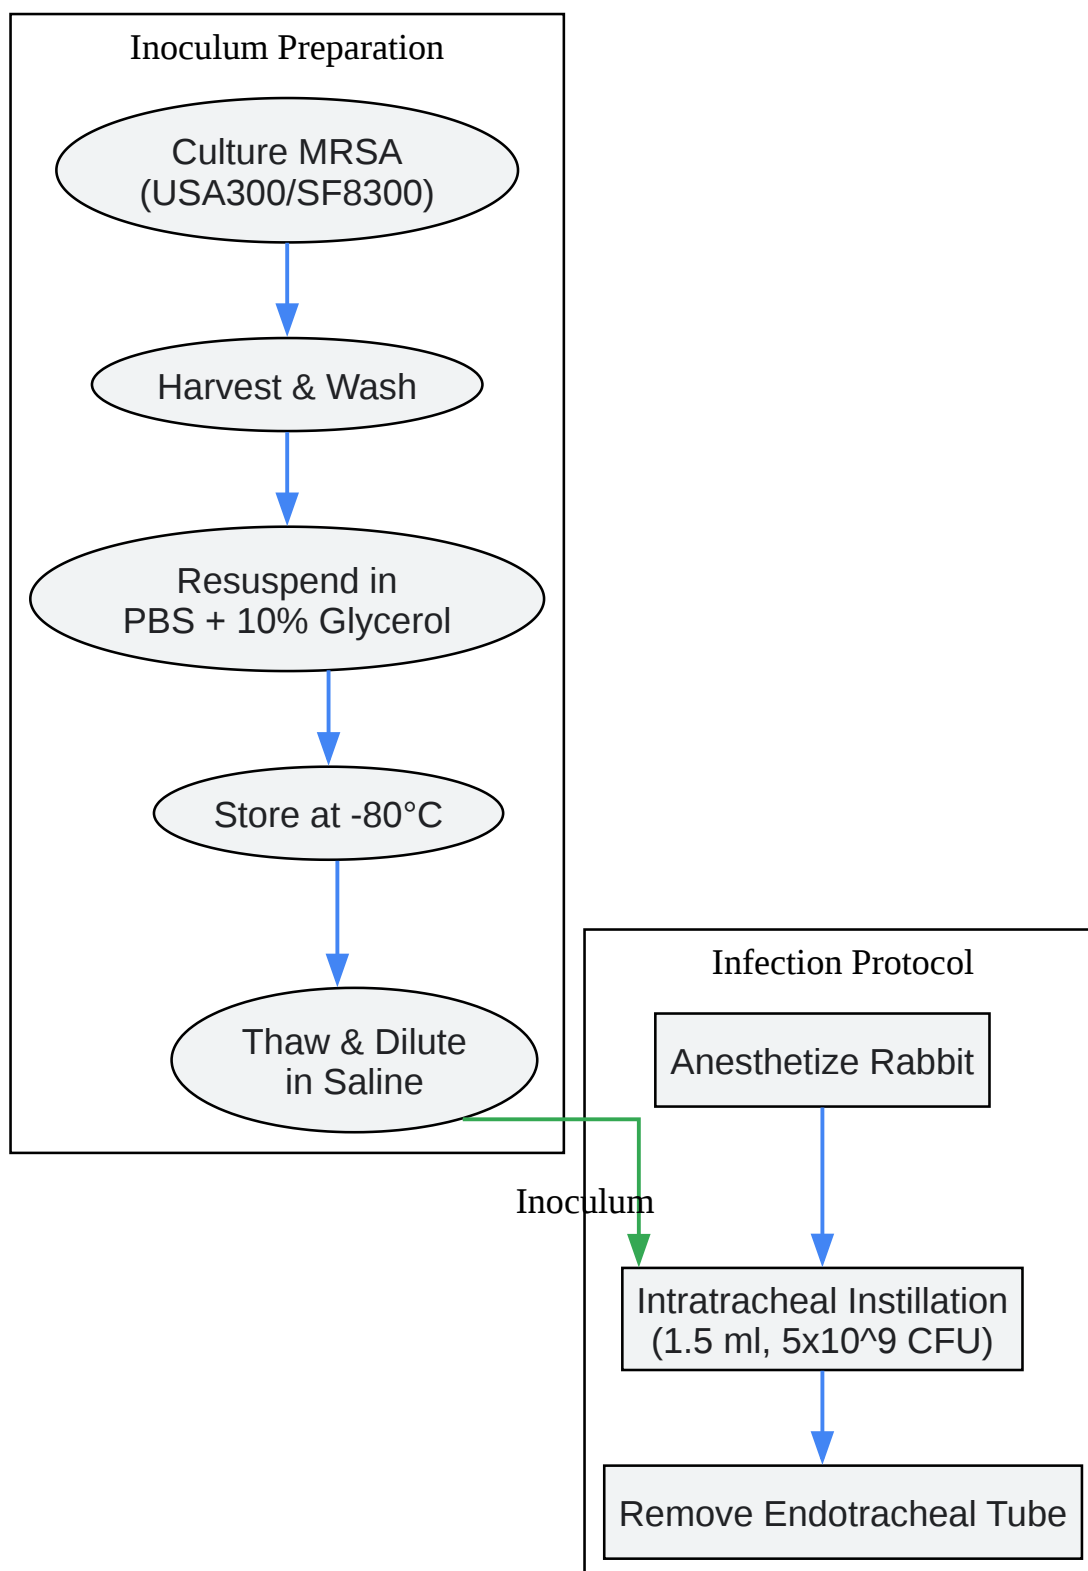 Inoculum Preparation
Culture MRSA
(USA300/SF8300)
Harvest & Wash
Resuspend in
PBS + 10% Glycerol
Store at -80°C
Thaw & Dilute
in Saline
Inoculum
Infection Protocol
Anesthetize Rabbit
Intratracheal Instillation
(1.5 ml, 5x10^9 CFU)
Remove Endotracheal Tube